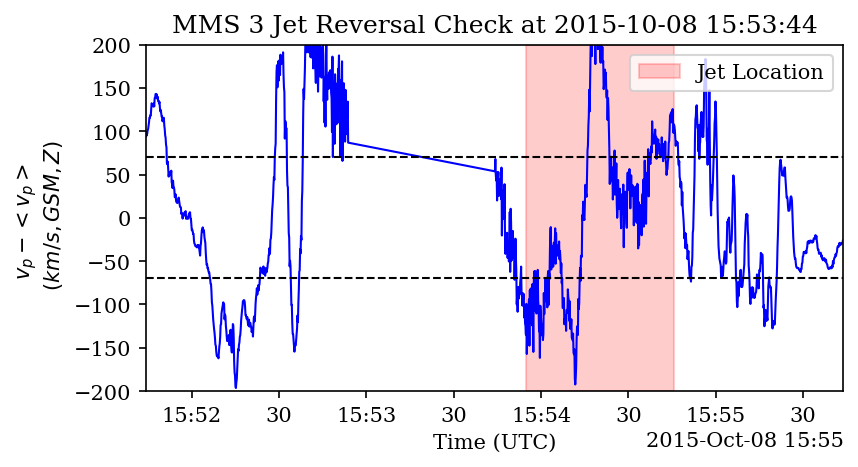 MMS 3 Jet Reversal Check at 2015-10-08 15:53:44
200
150
100
50
0
−50
−100
−150
−200
v_p − < v_p >
(km/s, GSM, Z)
Jet Location
15:52 30 15:53 30 15:54 30 15:55 30
Time (UTC)
2015-Oct-08 15:55